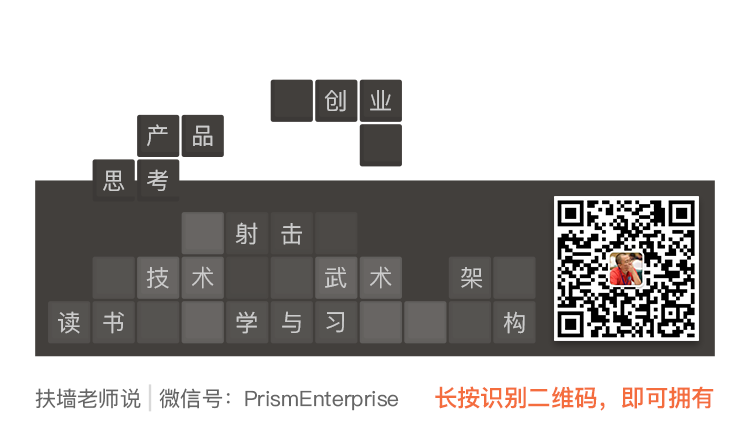 创业
产品
思考
射击
技术 武术 架
读书 学与习 构
扶墙老师说 | 微信号：PrismEnterprise
长按识别二维码，即可拥有